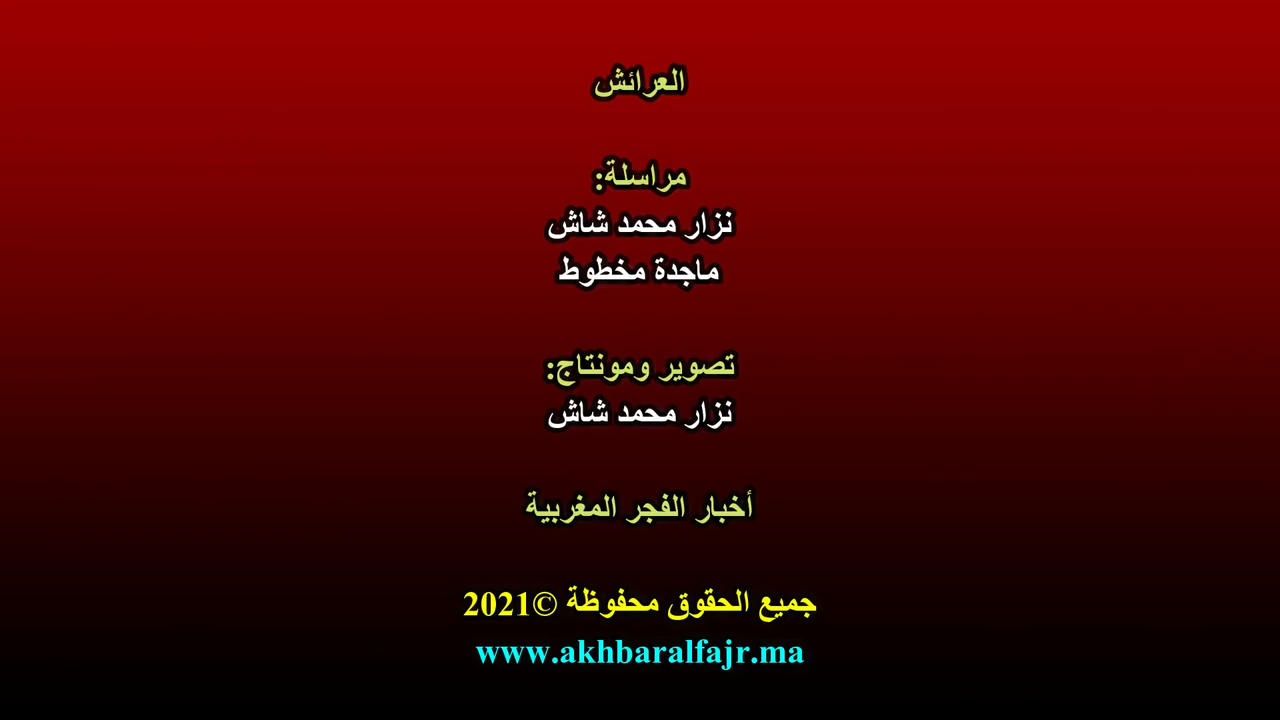 العرائش
مراسلة:
نزار محمد شاش
ماجدة مخطوط
تصوير ومونتاج:
نزار محمد شاش
أخبار الفجر المغربية
جميع الحقوق محفوظة ©2021
www.akhbaralfajr.ma